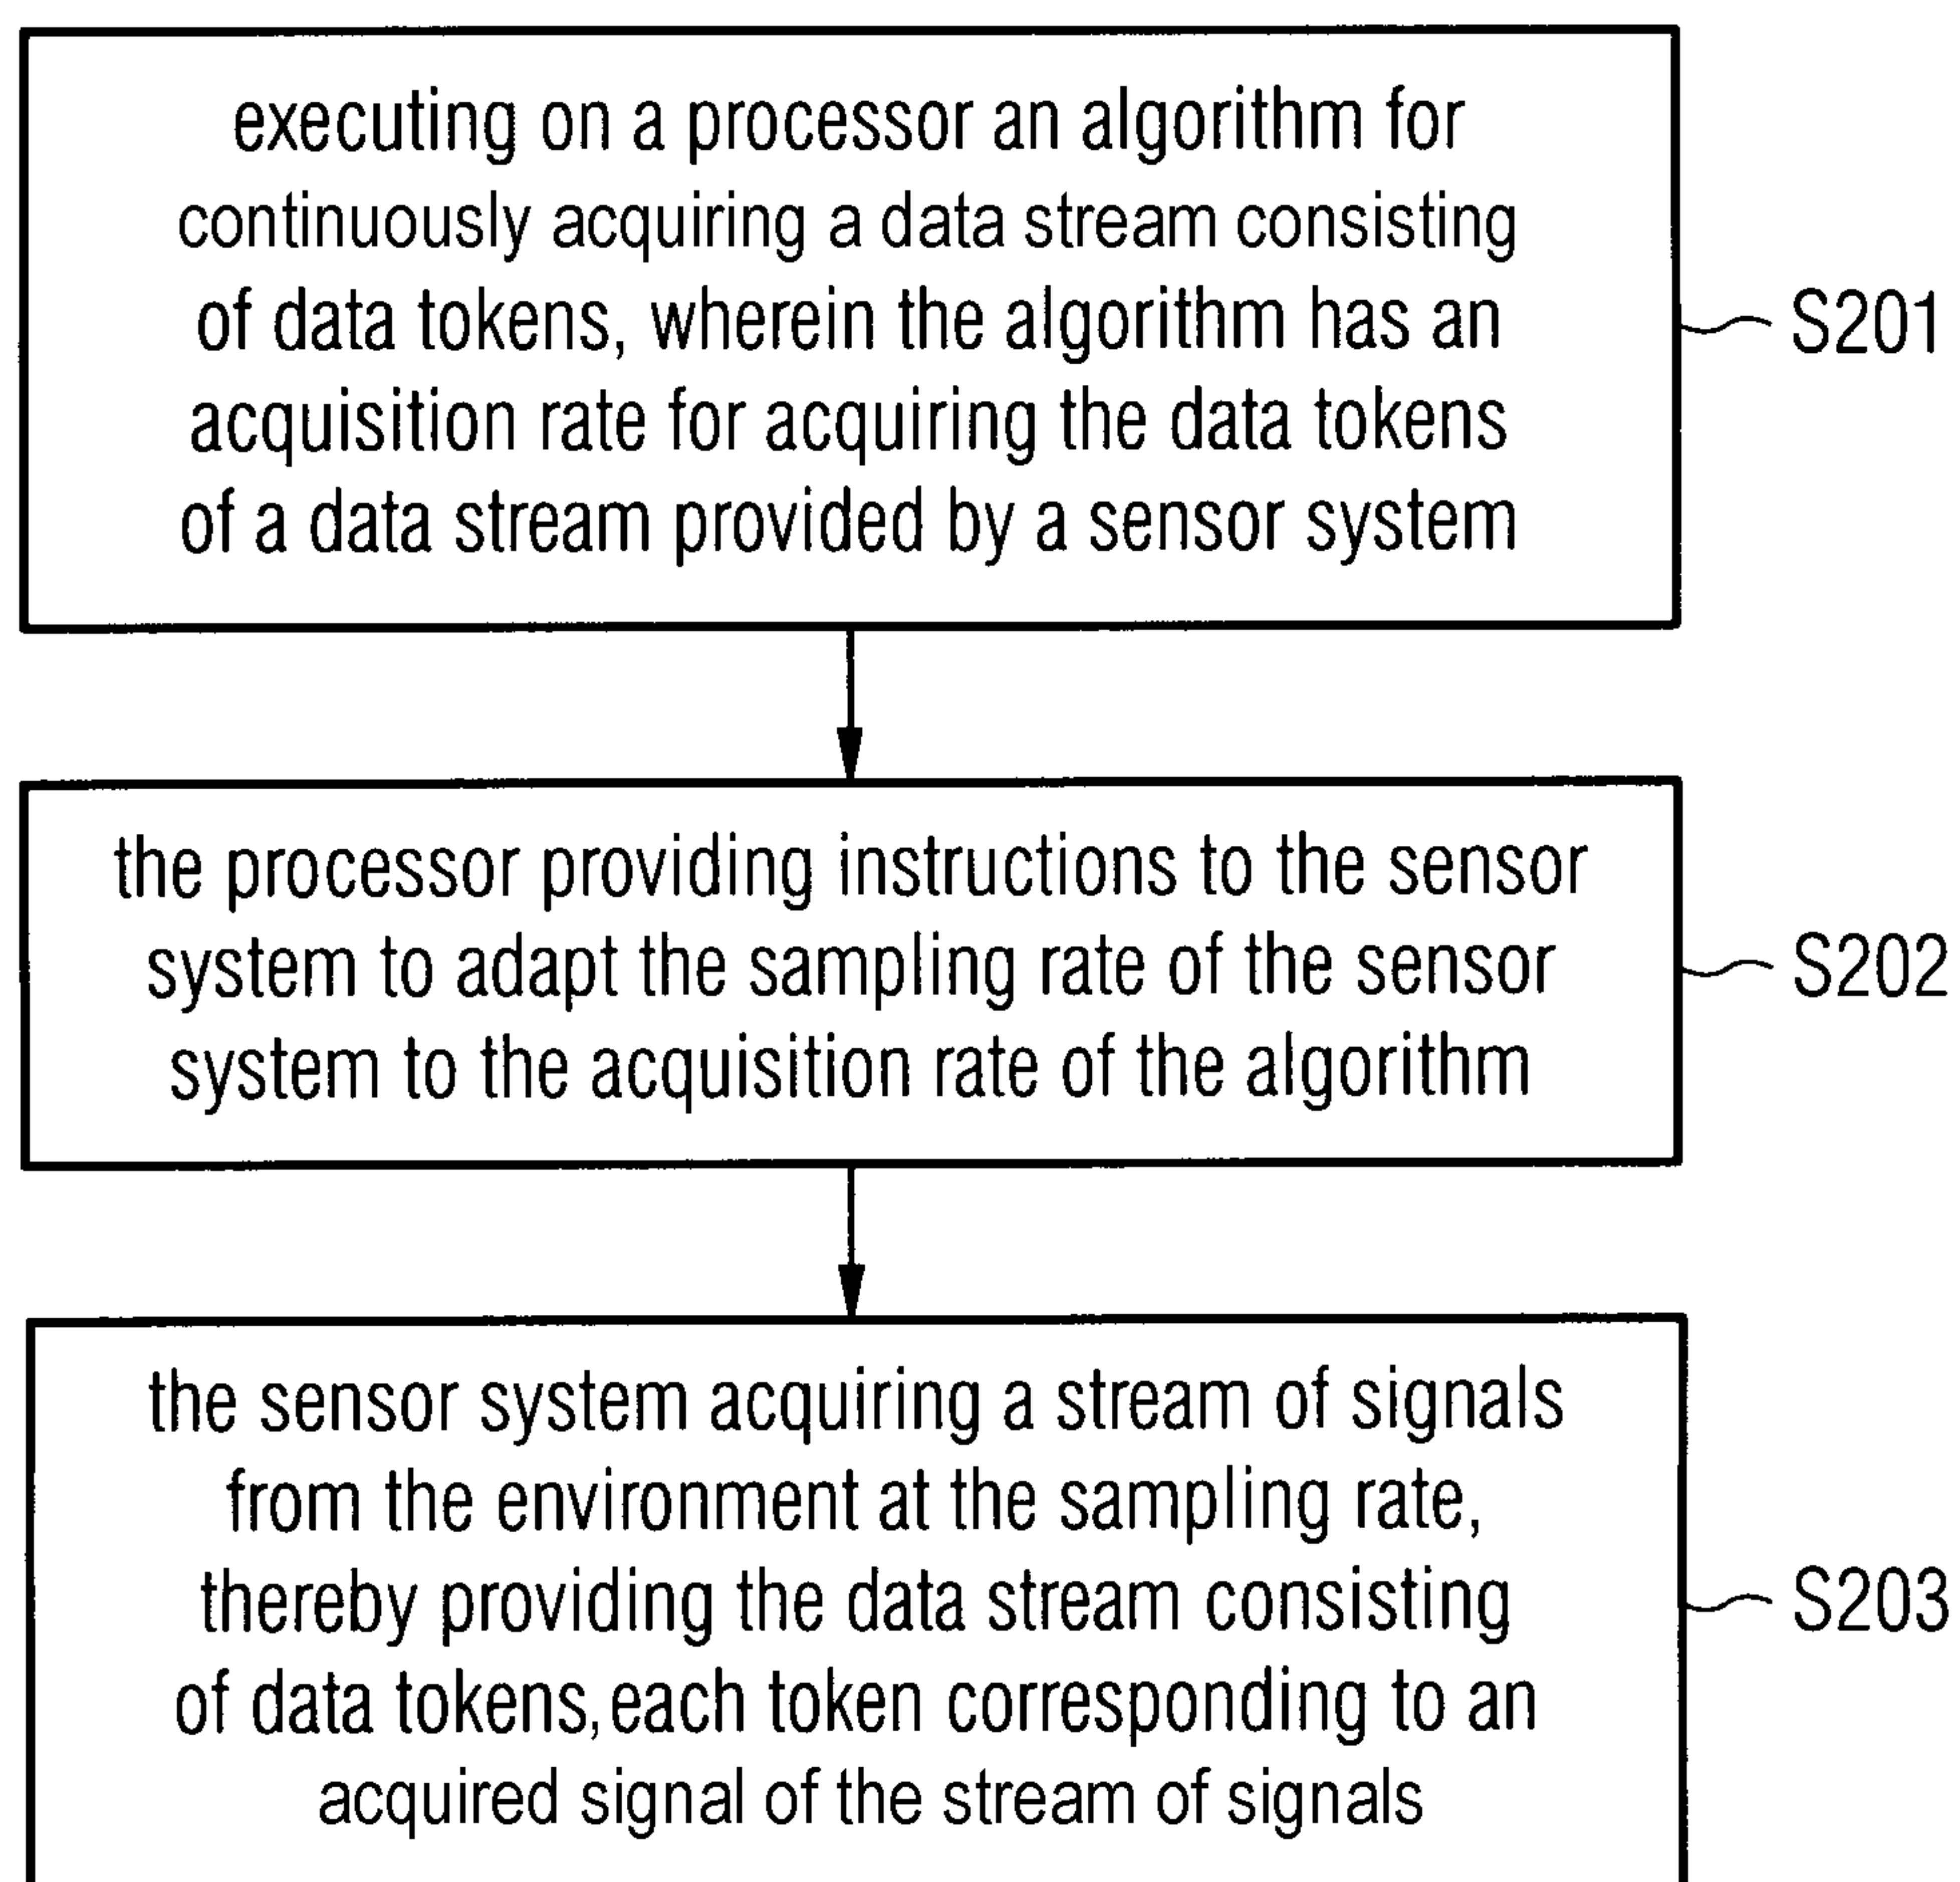 executing on a processor an algorithm for
continuously acquiring a data stream consisting
of data tokens, wherein the algorithm has an
acquisition rate for acquiring the data tokens
of a data stream provided by a sensor system
S201
the processor providing instructions to the sensor
system to adapt the sampling rate of the sensor
system to the acquisition rate of the algorithm
S202
the sensor system acquiring a stream of signals
from the environment at the sampling rate,
thereby providing the data stream consisting
of data tokens, each token corresponding to an
acquired signal of the stream of signals
S203